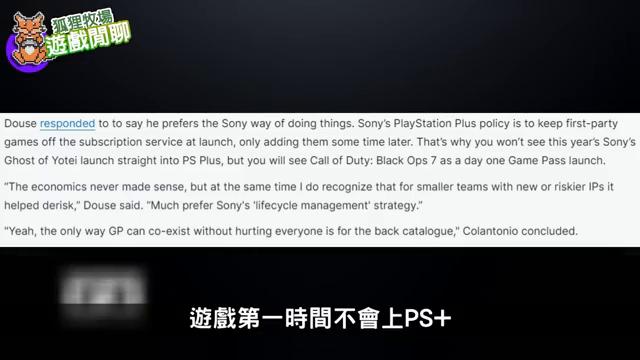 狐狸牧場
遊戲閒聊
Douse responded to to say he prefers the Sony way of doing things. Sony's PlayStation Plus policy is to keep first-party
games off the subscription service at launch, only adding them some time later. That's why you won't see this year's Sony's
Ghost of Yotei launch straight into PS Plus, but you will see Call of Duty: Black Ops 7 as a day one Game Pass launch.
"The economics never made sense, but at the same time I do recognize that for smaller teams with new or riskier IPs it
helped derisk," Douse said. "Much prefer Sony's 'lifecycle management' strategy."
"Yeah, the only way GP can co-exist without hurting everyone is for the back catalogue," Colantonio concluded.
遊戲第一時間不會上PS+